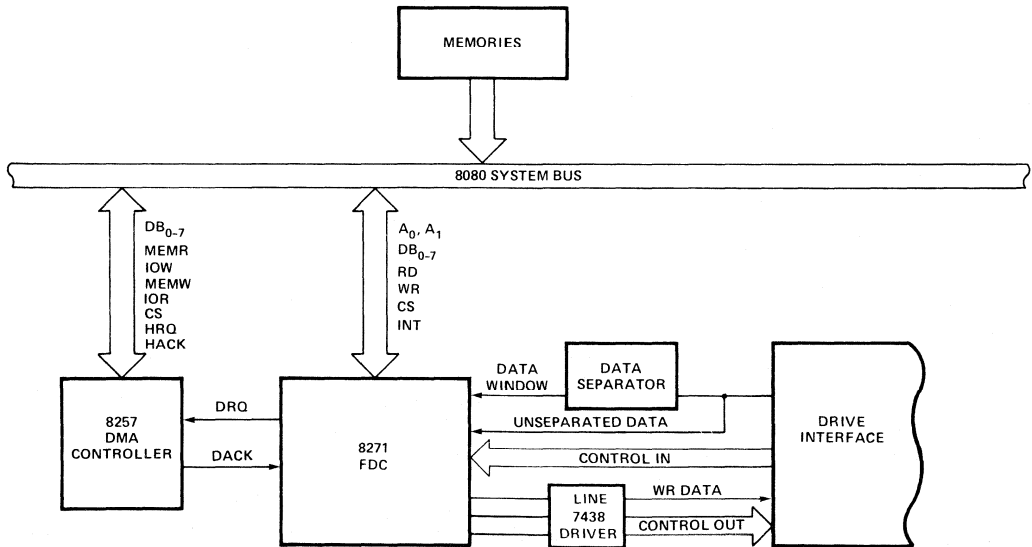 MEMORIES
8080 SYSTEM BUS
DB0-7
MEMR
IOW
MEMW
IOR
CS
HRQ
HACK
A0, A1
DB0-7
RD
WR
CS
INT
8257
DMA
CONTROLLER
DRQ
DACK
8271
FDC
DATA
WINDOW
DATA
SEPARATOR
UNSEPARATED DATA
CONTROL IN
LINE
7438
DRIVER
WR DATA
CONTROL OUT
DRIVE
INTERFACE